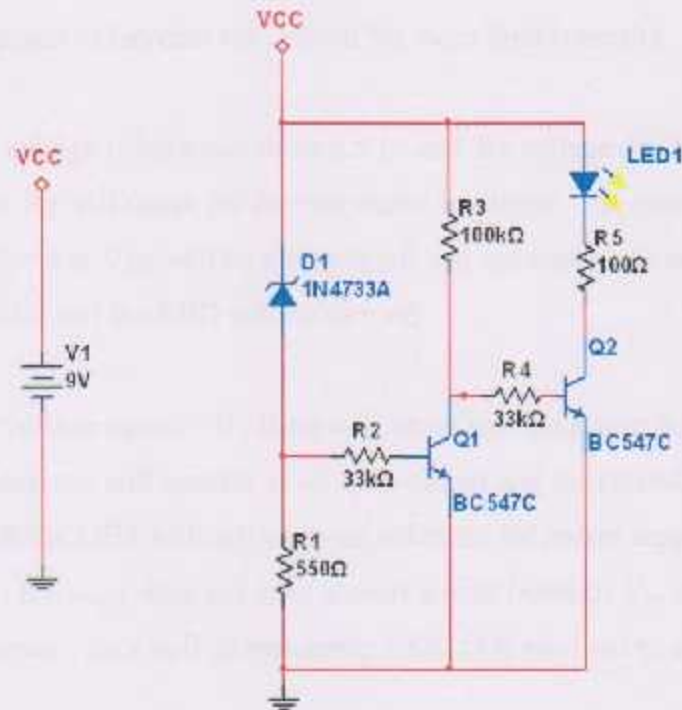 VCC
LED1
VCC
R3
100kΩ
R5
100Ω
D1
1N4733A
V1
9V
Q2
R4
33kΩ
R2
33kΩ
Q1
BC547C
BC547C
R1
550Ω